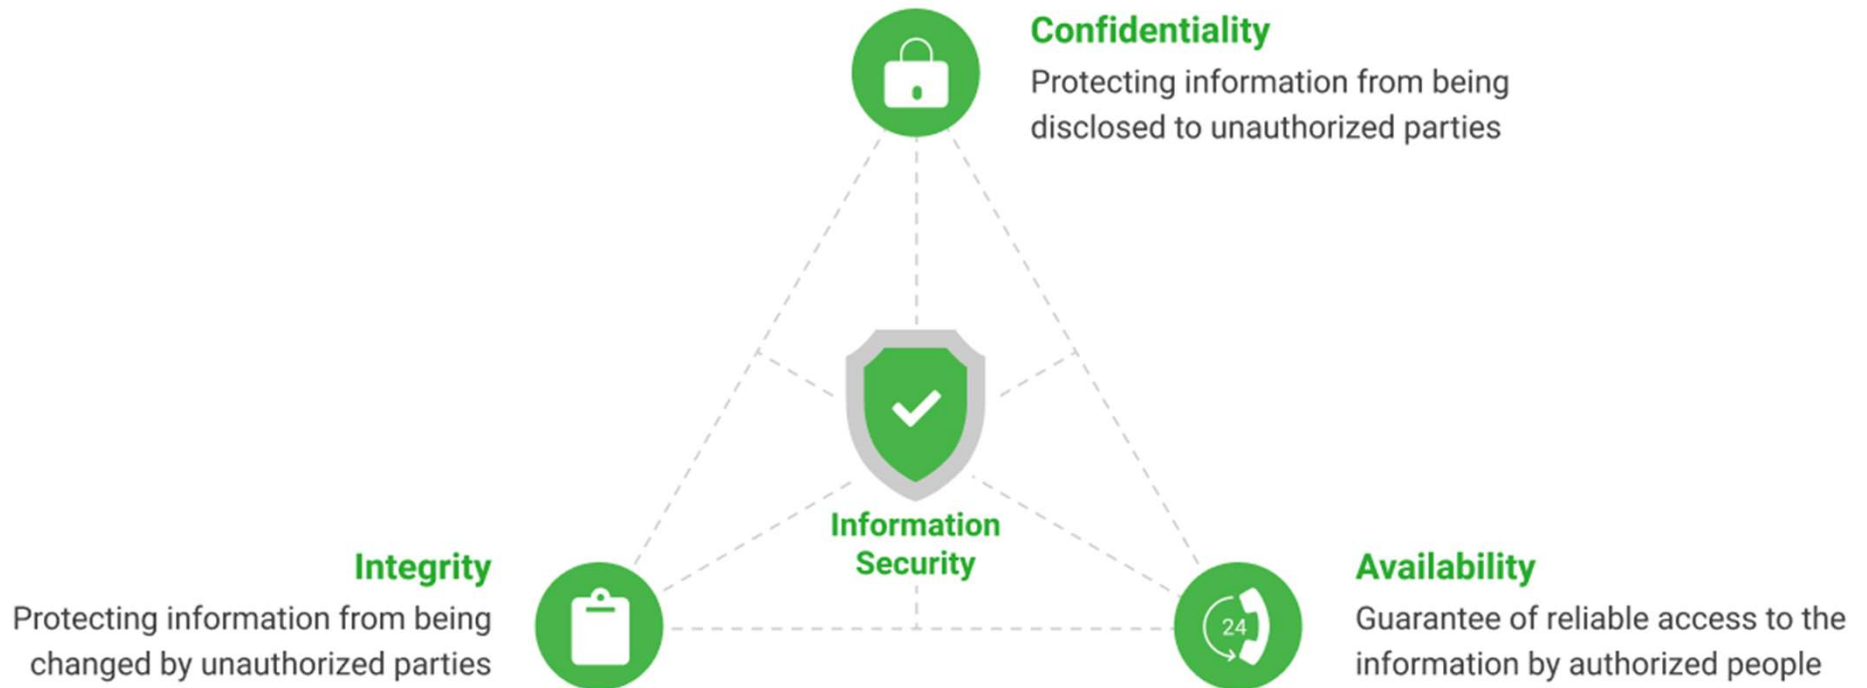 Confidentiality
Protecting information from being
disclosed to unauthorized parties
Information
Security
Integrity
Protecting information from being
changed by unauthorized parties
24
Availability
Guarantee of reliable access to the
information by authorized people